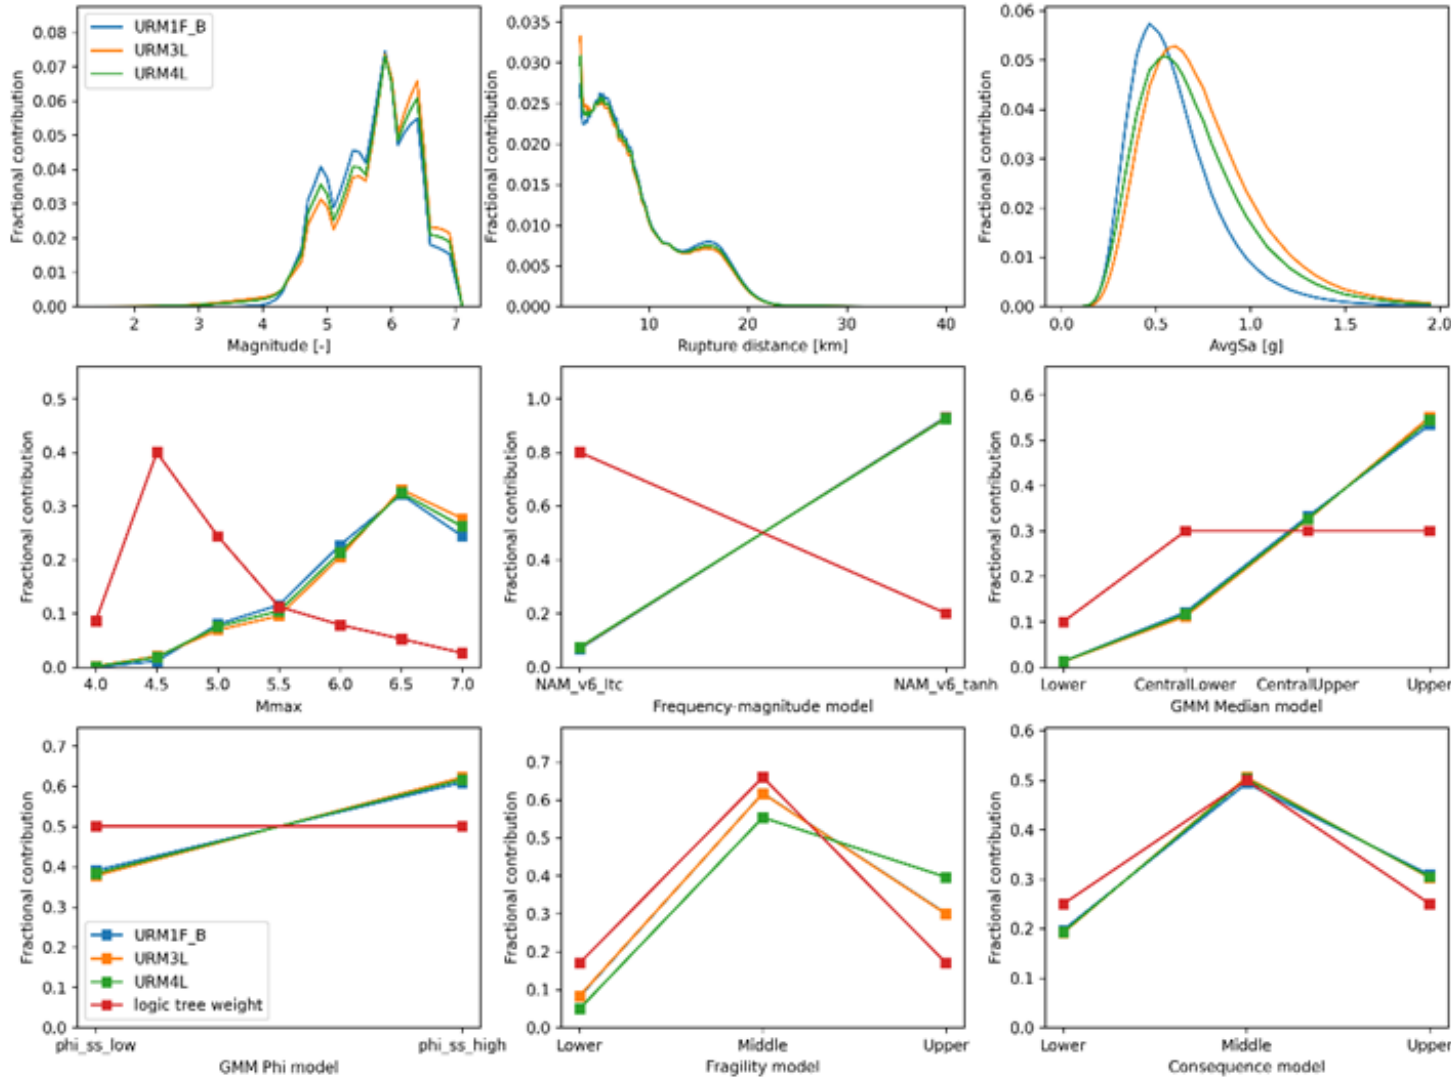 Fractional contribution
0.08
0.07
0.06
0.05
0.04
0.03
0.02
0.01
0.00
URM1F_B
URM3L
URM4L
2 3 4 5 6 7
Magnitude [-]
Fractional contribution
0.035
0.030
0.025
0.020
0.015
0.010
0.005
0.000
10 20 30 40
Rupture distance [km]
Fractional contribution
0.06
0.05
0.04
0.03
0.02
0.01
0.00
0.0 0.5 1.0 1.5 2.0
AvgSa [g]
Fractional contribution
0.5
0.4
0.3
0.2
0.1
0.0
4.0 4.5 5.0 5.5 6.0 6.5 7.0
Mmax
Fractional contribution
1.0
0.8
0.6
0.4
0.2
0.0
NAM_v6_ltc NAM_v6_tanh
Frequency-magnitude model
Fractional contribution
0.6
0.5
0.4
0.3
0.2
0.1
0.0
Lower CentralLower CentralUpper Upper
GMM Median model
Fractional contribution
0.7
0.6
0.5
0.4
0.3
0.2
0.1
0.0
URM1F_B
URM3L
URM4L
logic tree weight
phi_ss_low phi_ss_high
GMM Phi model
Fractional contribution
0.7
0.6
0.5
0.4
0.3
0.2
0.1
0.0
Lower Middle Upper
Fragility model
Fractional contribution
0.6
0.5
0.4
0.3
0.2
0.1
0.0
Lower Middle Upper
Consequence model